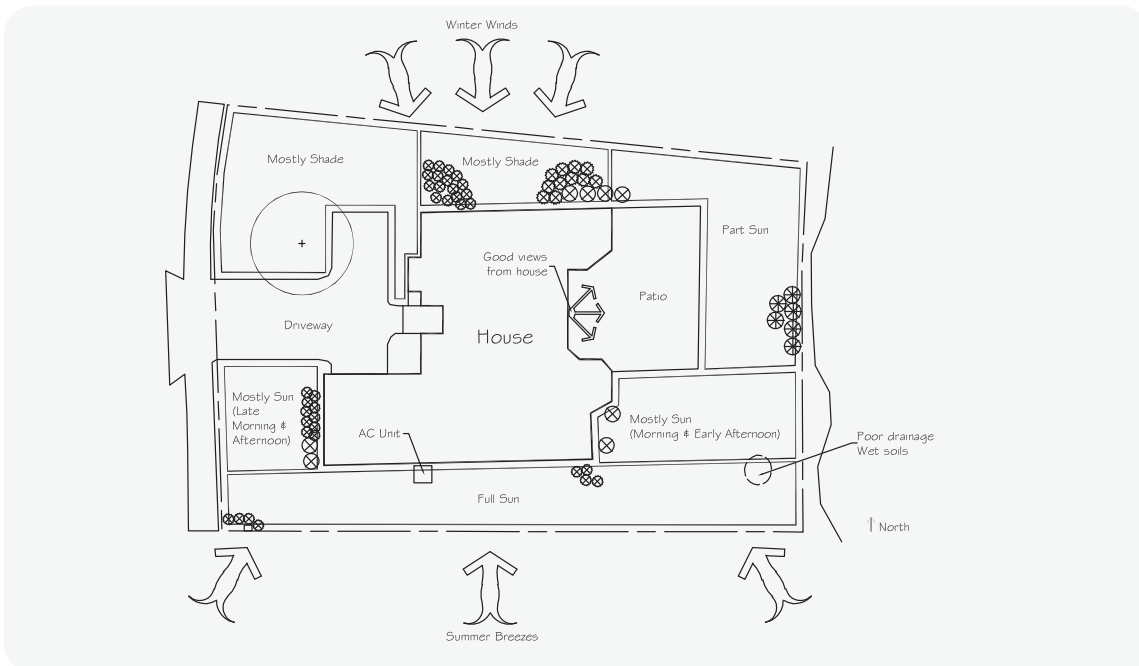 Winter Winds
Mostly Shade
Mostly Shade
Part Sun
Good views
from house
Patio
Driveway
House
Mostly Sun
(Late
Morning &
Afternoon)
AC Unit
Mostly Sun
(Morning & Early Afternoon)
Poor drainage
Wet soils
Full Sun
North
Summer Breezes